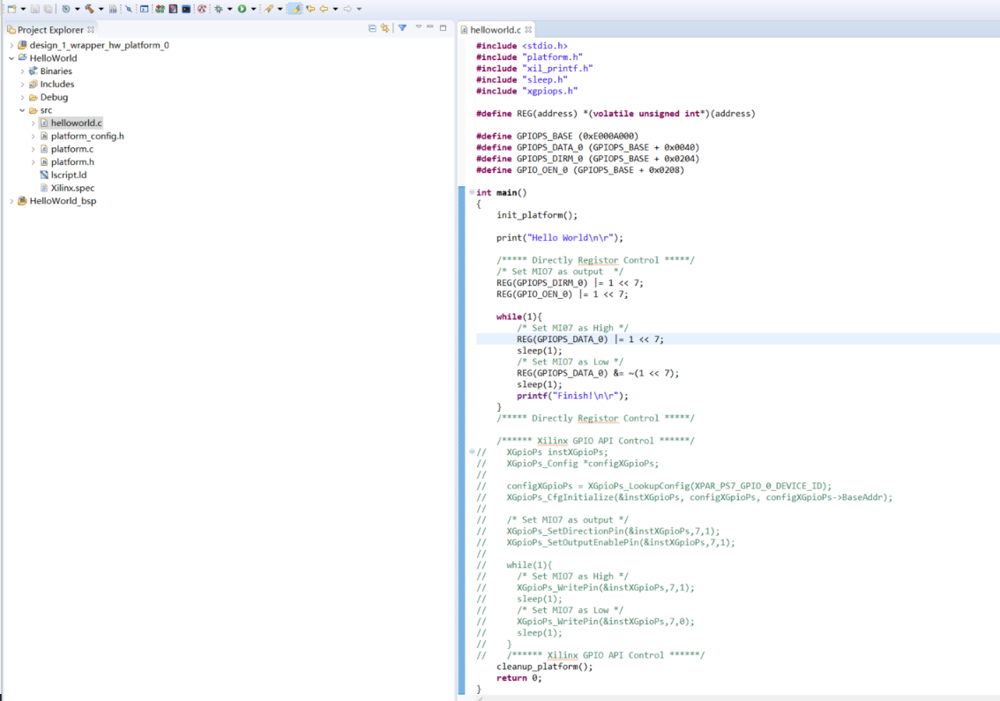 Project Explorer
design_1_wrapper_hw_platform_0
HelloWorld
Binaries
Includes
Debug
src
helloworld.c
platform_config.h
platform.c
platform.h
lscript.ld
Xilinx.spec
HelloWorld_bsp
helloworld.c
#include <stdio.h>
#include "platform.h"
#include "xil_printf.h"
#include "sleep.h"
#include "xgpiops.h"
#define REG(address) *(volatile unsigned int*)(address)
#define GPIOPS_BASE (0xE000A000)
#define GPIOPS_DATA_0 (GPIOPS_BASE + 0x0040)
#define GPIOPS_DIRM_0 (GPIOPS_BASE + 0x0204)
#define GPIO_OEN_0 (GPIOPS_BASE + 0x0208)
int main()
{
init_platform();
print("Hello World\n\r");
/***** Directly Registor Control *****/
/* Set MIO7 as output  */
REG(GPIOPS_DIRM_0) |= 1 << 7;
REG(GPIO_OEN_0) |= 1 << 7;
while(1){
/* Set MI07 as High */
REG(GPIOPS_DATA_0) |= 1 << 7;
sleep(1);
/* Set MIO7 as Low */
REG(GPIOPS_DATA_0) &= ~(1 << 7);
sleep(1);
printf("Finish!\n\r");
}
/***** Directly Registor Control *****/
/****** Xilinx GPIO API Control ******/
// XGpioPs instXGpioPs;
// XGpioPs_Config *configXGpioPs;
//
// configXGpioPs = XGpioPs_LookupConfig(XPAR_PS7_GPIO_0_DEVICE_ID);
// XGpioPs_CfgInitialize(&instXGpioPs, configXGpioPs, configXGpioPs->BaseAddr);
//
// /* Set MIO7 as output */
// XGpioPs_SetDirectionPin(&instXGpioPs,7,1);
// XGpioPs_SetOutputEnablePin(&instXGpioPs,7,1);
//
// while(1){
// /* Set MIO7 as High */
// XGpioPs_WritePin(&instXGpioPs,7,1);
// sleep(1);
// /* Set MIO7 as Low */
// XGpioPs_WritePin(&instXGpioPs,7,0);
// sleep(1);
// }
// /****** Xilinx GPIO API Control ******/
cleanup_platform();
return 0;
}